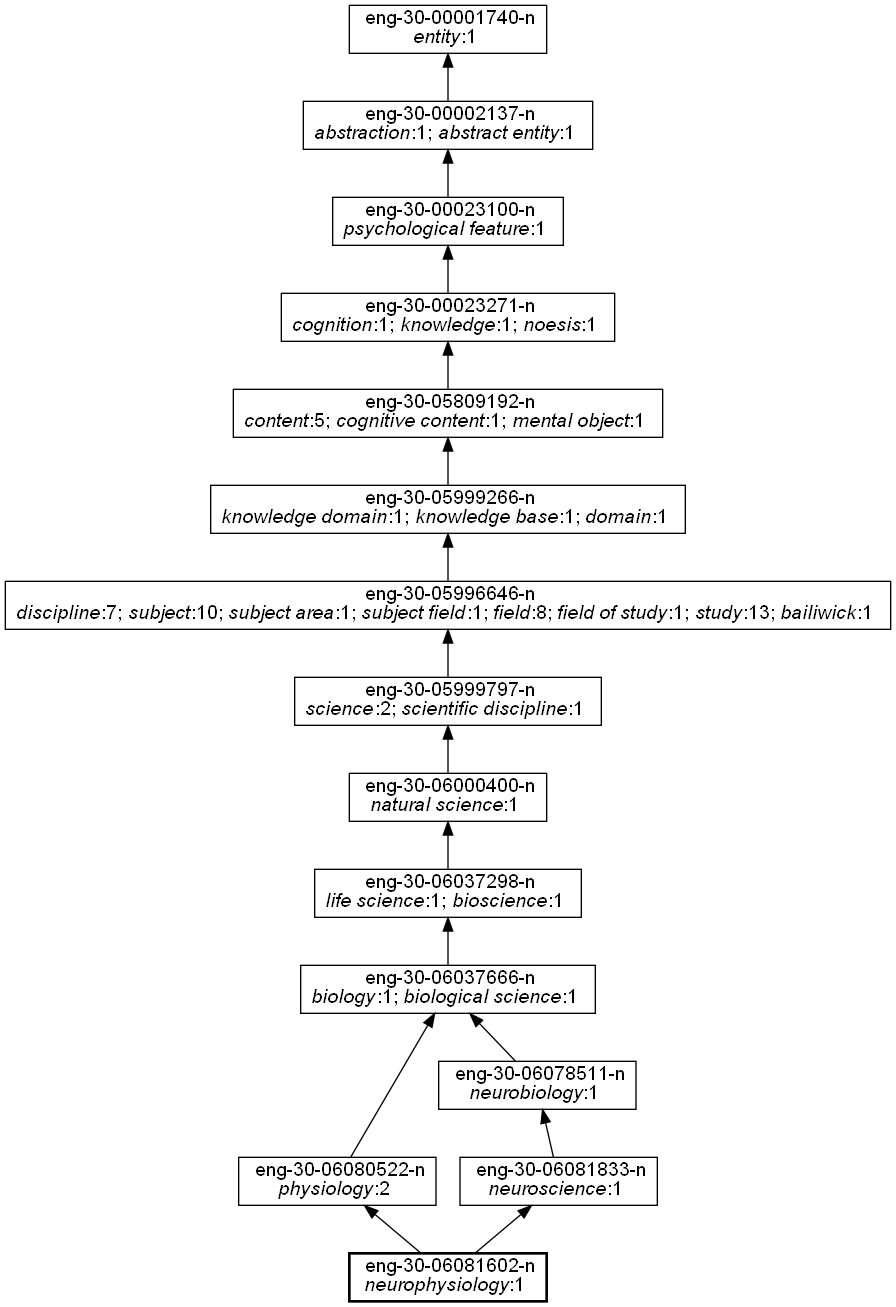 eng-30-00001740-n
entity:1
eng-30-00002137-n
abstraction:1; abstract entity:1
eng-30-00023100-n
psychological feature:1
eng-30-00023271-n
cognition:1; knowledge:1; noesis:1
eng-30-05809192-n
content:5; cognitive content:1; mental object:1
eng-30-05999266-n
knowledge domain:1; knowledge base:1; domain:1
eng-30-05996646-n
discipline:7; subject:10; subject area:1; subject field:1; field:8; field of study:1; study:13; bailiwick:1
eng-30-05999797-n
science:2; scientific discipline:1
eng-30-06000400-n
natural science:1
eng-30-06037298-n
life science:1; bioscience:1
eng-30-06037666-n
biology:1; biological science:1
eng-30-06078511-n
neurobiology:1
eng-30-06080522-n
physiology:2
eng-30-06081833-n
neuroscience:1
eng-30-06081602-n
neurophysiology:1